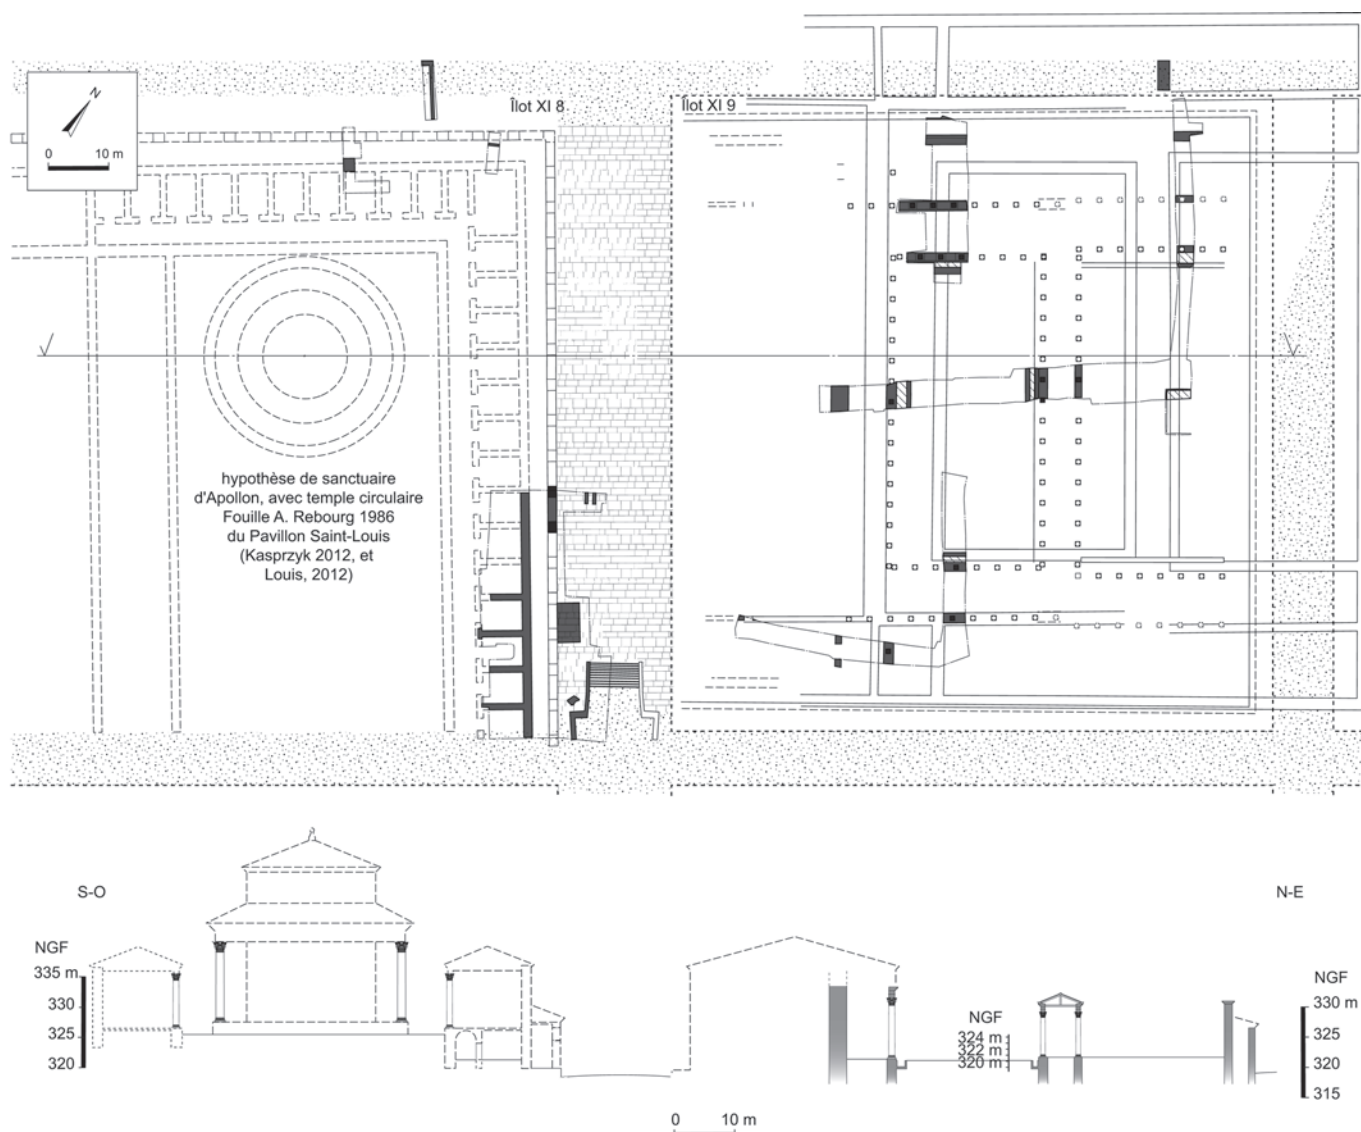 N
0 10 m
Îlot XI 8
Îlot XI 9
hypothèse de sanctuaire
d'Apollon, avec temple circulaire
Fouille A. Rebourg 1986
du Pavillon Saint-Louis
(Kasprzyk 2012, et
Louis, 2012)
S-O
N-E
NGF
335 m
330
325
320
NGF
324 m
322 m
320 m
NGF
330 m
325
320
315
0 10 m